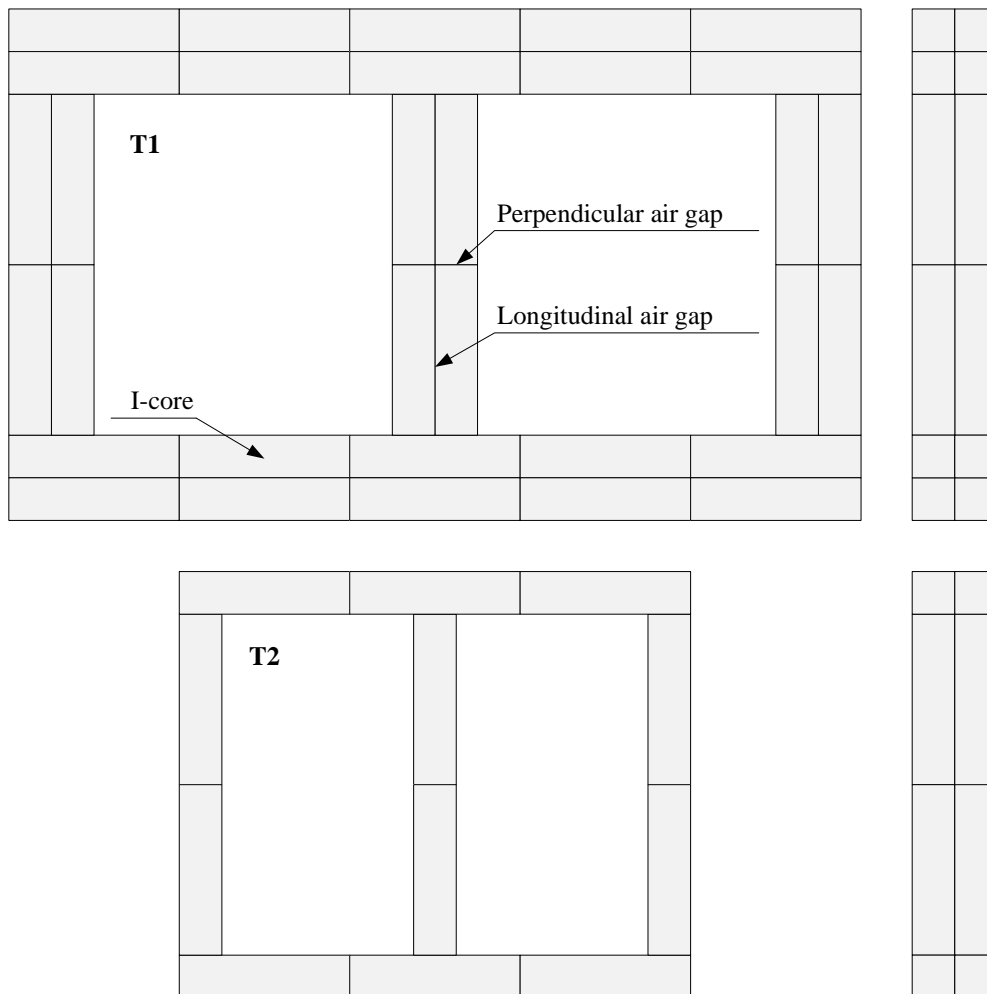 T1
Perpendicular air gap
Longitudinal air gap
I-core
T2